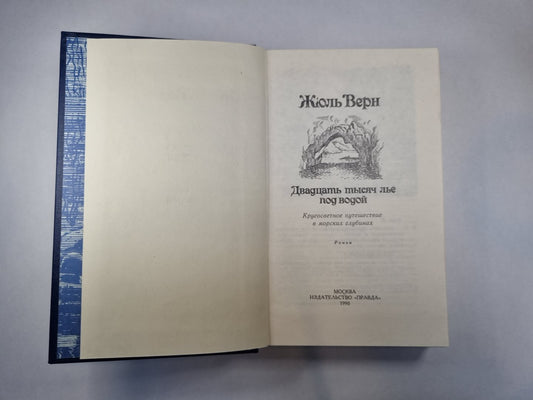 Жюль Верн
Двадцать тысяч лье
под водой
Кругосветное путешествие
в морских глубинах
Роман
МОСКВА
ИЗДАТЕЛЬСТВО «ПРАВДА»